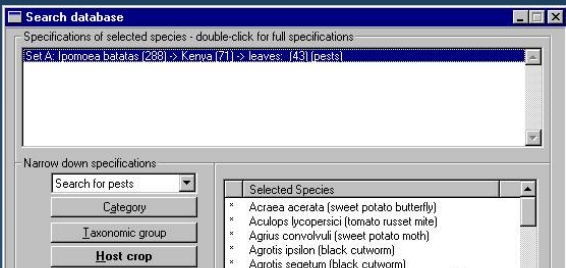 Search database
Specifications of selected species - double-click for full specifications
Set A: Ipomoea batatas (288) -> Kenya (71) -> leaves: (43) (pests)
Narrow down specifications
Search for pests
Category
Taxonomic group
Host crop
Selected Species
* Acraea acerata (sweet potato butterfly)
* Aculops lycopersici (tomato russet mite)
* Agrius convolvuli (sweet potato moth)
* Agrotis ipsilon (black cutworm)
* Agrotis segetum (black cutworm)